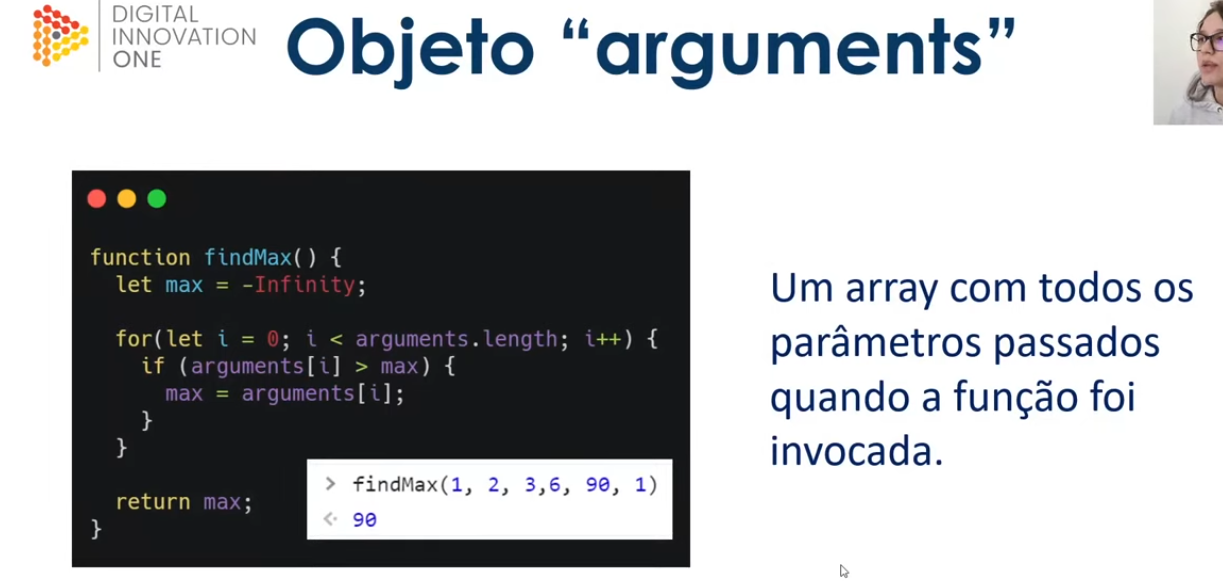 DIGITAL
INNOVATION
ONE
Objeto “arguments”
function findMax() {
  let max = -Infinity;

  for(let i = 0; i < arguments.length; i++) {
    if (arguments[i] > max) {
      max = arguments[i];
    }
  }

  return max;
}
> findMax(1, 2, 3,6, 90, 1)
<· 90
Um array com todos os
parâmetros passados
quando a função foi
invocada.